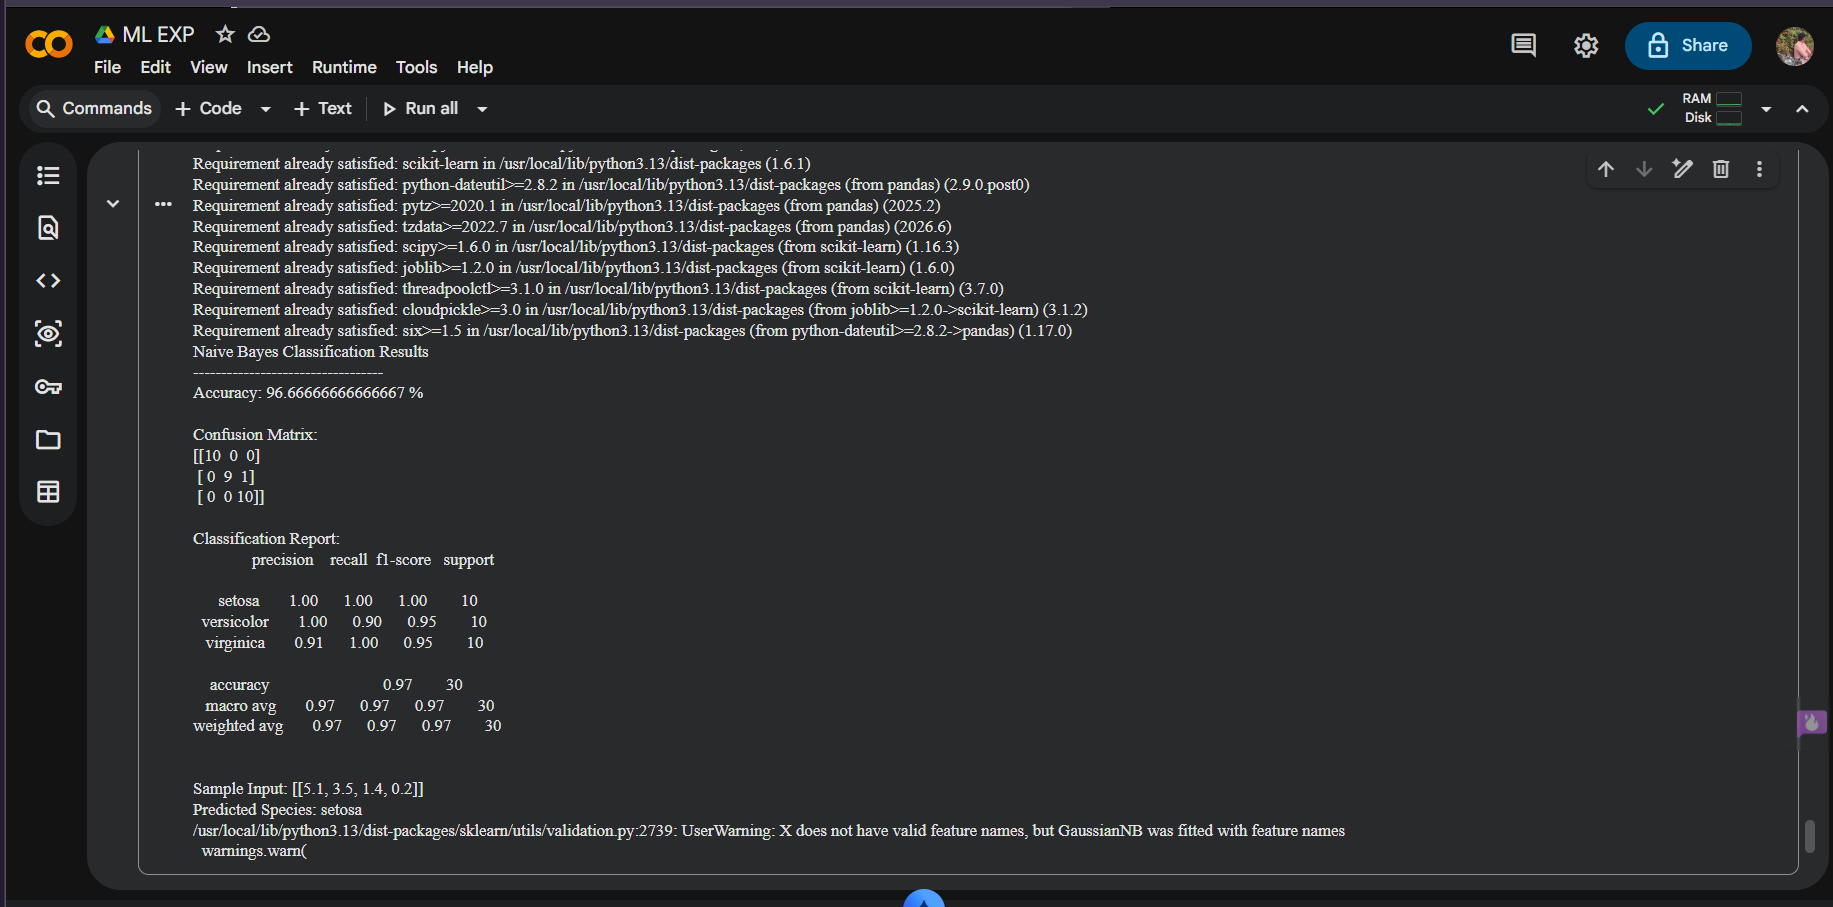 ML EXP
File Edit View Insert Runtime Tools Help
Share
Commands + Code + Text Run all
RAM
Disk
Requirement already satisfied: scikit-learn in /usr/local/lib/python3.13/dist-packages (1.6.1)
Requirement already satisfied: python-dateutil>=2.8.2 in /usr/local/lib/python3.13/dist-packages (from pandas) (2.9.0.post0)
Requirement already satisfied: pytz>=2020.1 in /usr/local/lib/python3.13/dist-packages (from pandas) (2025.2)
Requirement already satisfied: tzdata>=2022.7 in /usr/local/lib/python3.13/dist-packages (from pandas) (2026.6)
Requirement already satisfied: scipy>=1.6.0 in /usr/local/lib/python3.13/dist-packages (from scikit-learn) (1.16.3)
Requirement already satisfied: joblib>=1.2.0 in /usr/local/lib/python3.13/dist-packages (from scikit-learn) (1.6.0)
Requirement already satisfied: threadpoolctl>=3.1.0 in /usr/local/lib/python3.13/dist-packages (from scikit-learn) (3.7.0)
Requirement already satisfied: cloudpickle>=3.0 in /usr/local/lib/python3.13/dist-packages (from joblib>=1.2.0->scikit-learn) (3.1.2)
Requirement already satisfied: six>=1.5 in /usr/local/lib/python3.13/dist-packages (from python-dateutil>=2.8.2->pandas) (1.17.0)
Naive Bayes Classification Results
----------------------------------
Accuracy: 96.66666666666667 %
Confusion Matrix:
[[10 0 0]
[ 0 9 1]
[ 0 0 10]]
Classification Report:
precision recall f1-score support
setosa 1.00 1.00 1.00 10
versicolor 1.00 0.90 0.95 10
virginica 0.91 1.00 0.95 10
accuracy 0.97 30
macro avg 0.97 0.97 0.97 30
weighted avg 0.97 0.97 0.97 30
Sample Input: [[5.1, 3.5, 1.4, 0.2]]
Predicted Species: setosa
/usr/local/lib/python3.13/dist-packages/sklearn/utils/validation.py:2739: UserWarning: X does not have valid feature names, but GaussianNB was fitted with feature names
warnings.warn(